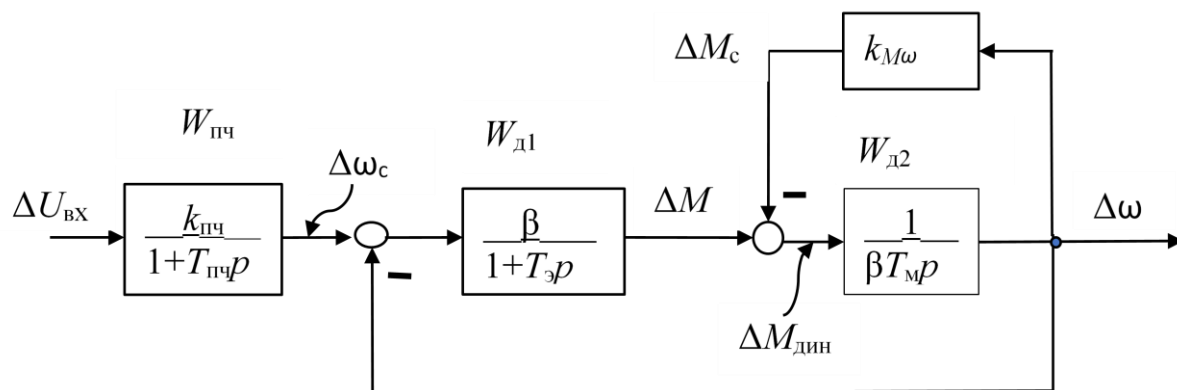 ΔMс
kMω
Wпч
Wд1
Wд2
Δωс
ΔUвх
kпч
1+Tпчp
β
1+Tэp
ΔM
1
βTмp
Δω
ΔMдин